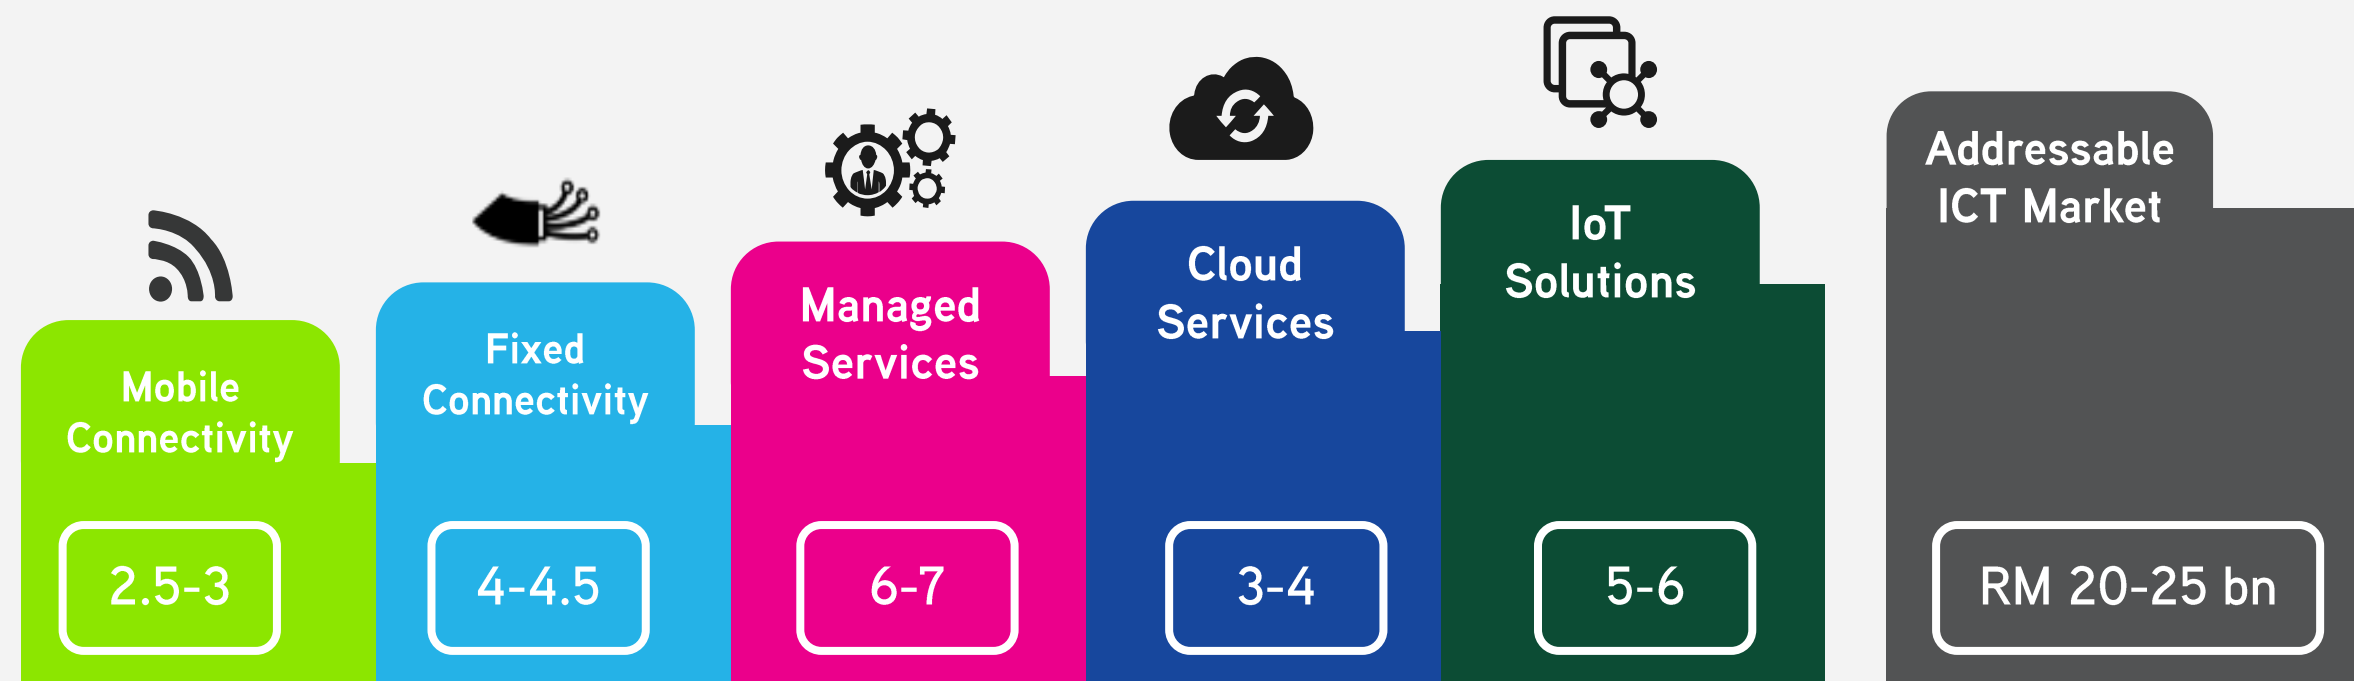 Mobile
Connectivity
2.5-3
Fixed
Connectivity
4-4.5
Managed
Services
6-7
Cloud
Services
3-4
IoT
Solutions
5-6
Addressable
ICT Market
RM 20-25 bn